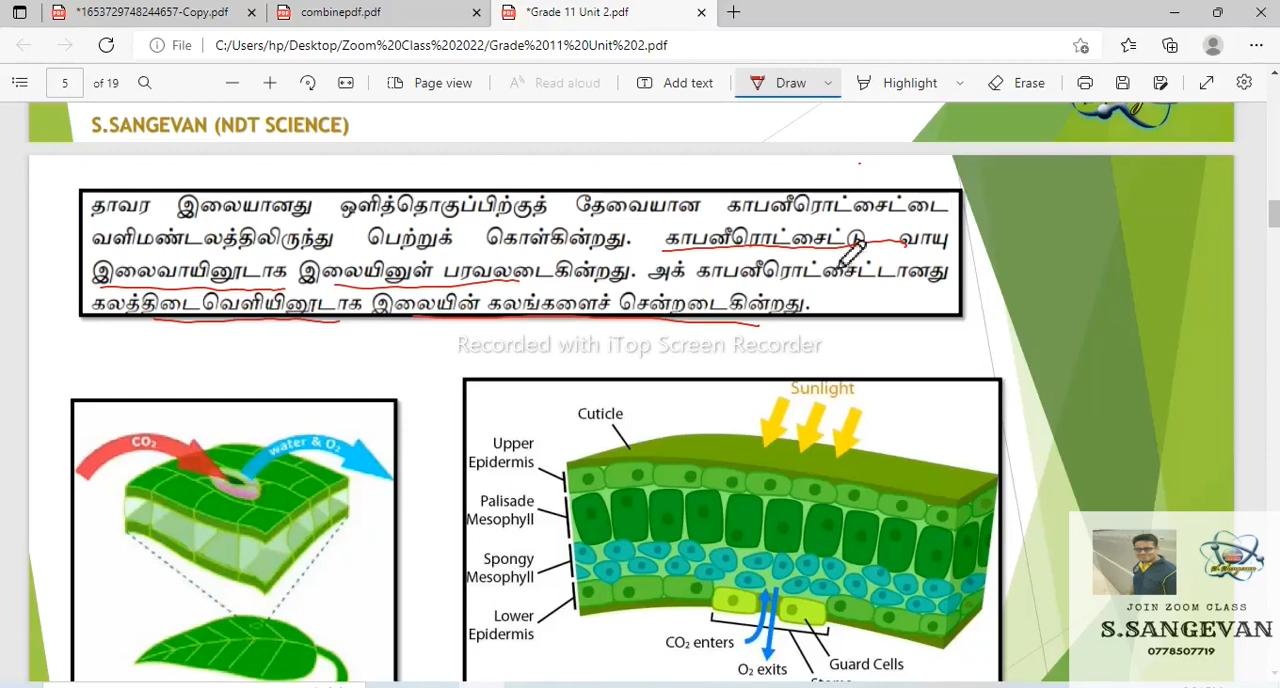 *1653729748244657-Copy.pdf
combinepdf.pdf
*Grade 11 Unit 2.pdf
File
C:/Users/hp/Desktop/Zoom%20Class%202022/Grade%2011%20Unit%202.pdf
5 of 19
Page view
Read aloud
Add text
Draw
Highlight
Erase
S.SANGEVAN (NDT SCIENCE)
தாவர இலையானது ஒளித்தொகுப்பிற்குத் தேவையான காபனீரொட்சைட்டை
வளிமண்டலத்திலிருந்து பெற்றுக் கொள்கின்றது. காபனீரொட்சைட்டு வாயு
இலைவாயினூடாக இலையினுள் பரவலடைகின்றது. அக் காபனீரொட்சைட்டானது
கலத்திடைவெளியினூடாக இலையின் கலங்களைச் சென்றடைகின்றது.
Recorded with iTop Screen Recorder
CO₂
water & O₂
Sunlight
Cuticle
Upper
Epidermis
Palisade
Mesophyll
Spongy
Mesophyll
Lower
Epidermis
CO₂ enters
O₂ exits
Guard Cells
JOIN ZOOM CLASS
S.SANGEVAN
0778507719